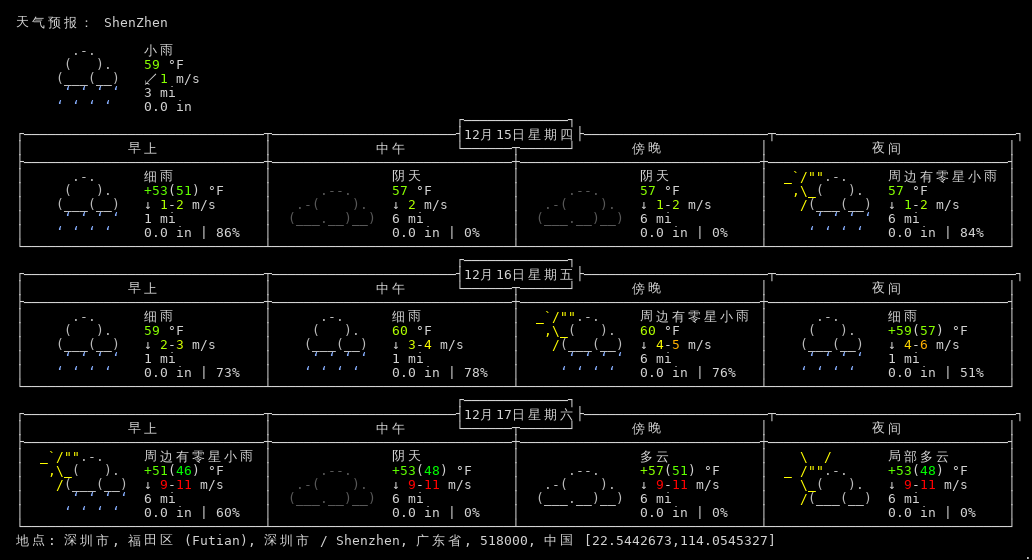 天气预报： ShenZhen
小雨
59 °F
↙ 1 m/s
3 mi
0.0 in
12月15日星期四
早上 中午 傍晚 夜间
细雨 阴天 阴天 周边有零星小雨
+53(51) °F 57 °F 57 °F 57 °F
↓ 1-2 m/s ↓ 2 m/s ↓ 1-2 m/s ↓ 1-2 m/s
1 mi 6 mi 6 mi 6 mi
0.0 in | 86% 0.0 in | 0% 0.0 in | 0% 0.0 in | 84%
12月16日星期五
早上 中午 傍晚 夜间
细雨 细雨 周边有零星小雨 细雨
59 °F 60 °F 60 °F +59(57) °F
↓ 2-3 m/s ↓ 3-4 m/s ↓ 4-5 m/s ↓ 4-6 m/s
1 mi 1 mi 6 mi 1 mi
0.0 in | 73% 0.0 in | 78% 0.0 in | 76% 0.0 in | 51%
12月17日星期六
早上 中午 傍晚 夜间
周边有零星小雨 阴天 多云 局部多云
+51(46) °F +53(48) °F +57(51) °F +53(48) °F
↓ 9-11 m/s ↓ 9-11 m/s ↓ 9-11 m/s ↓ 9-11 m/s
6 mi 6 mi 6 mi 6 mi
0.0 in | 60% 0.0 in | 0% 0.0 in | 0% 0.0 in | 0%
地点: 深圳市, 福田区 (Futian), 深圳市 / Shenzhen, 广东省, 518000, 中国 [22.5442673,114.0545327]